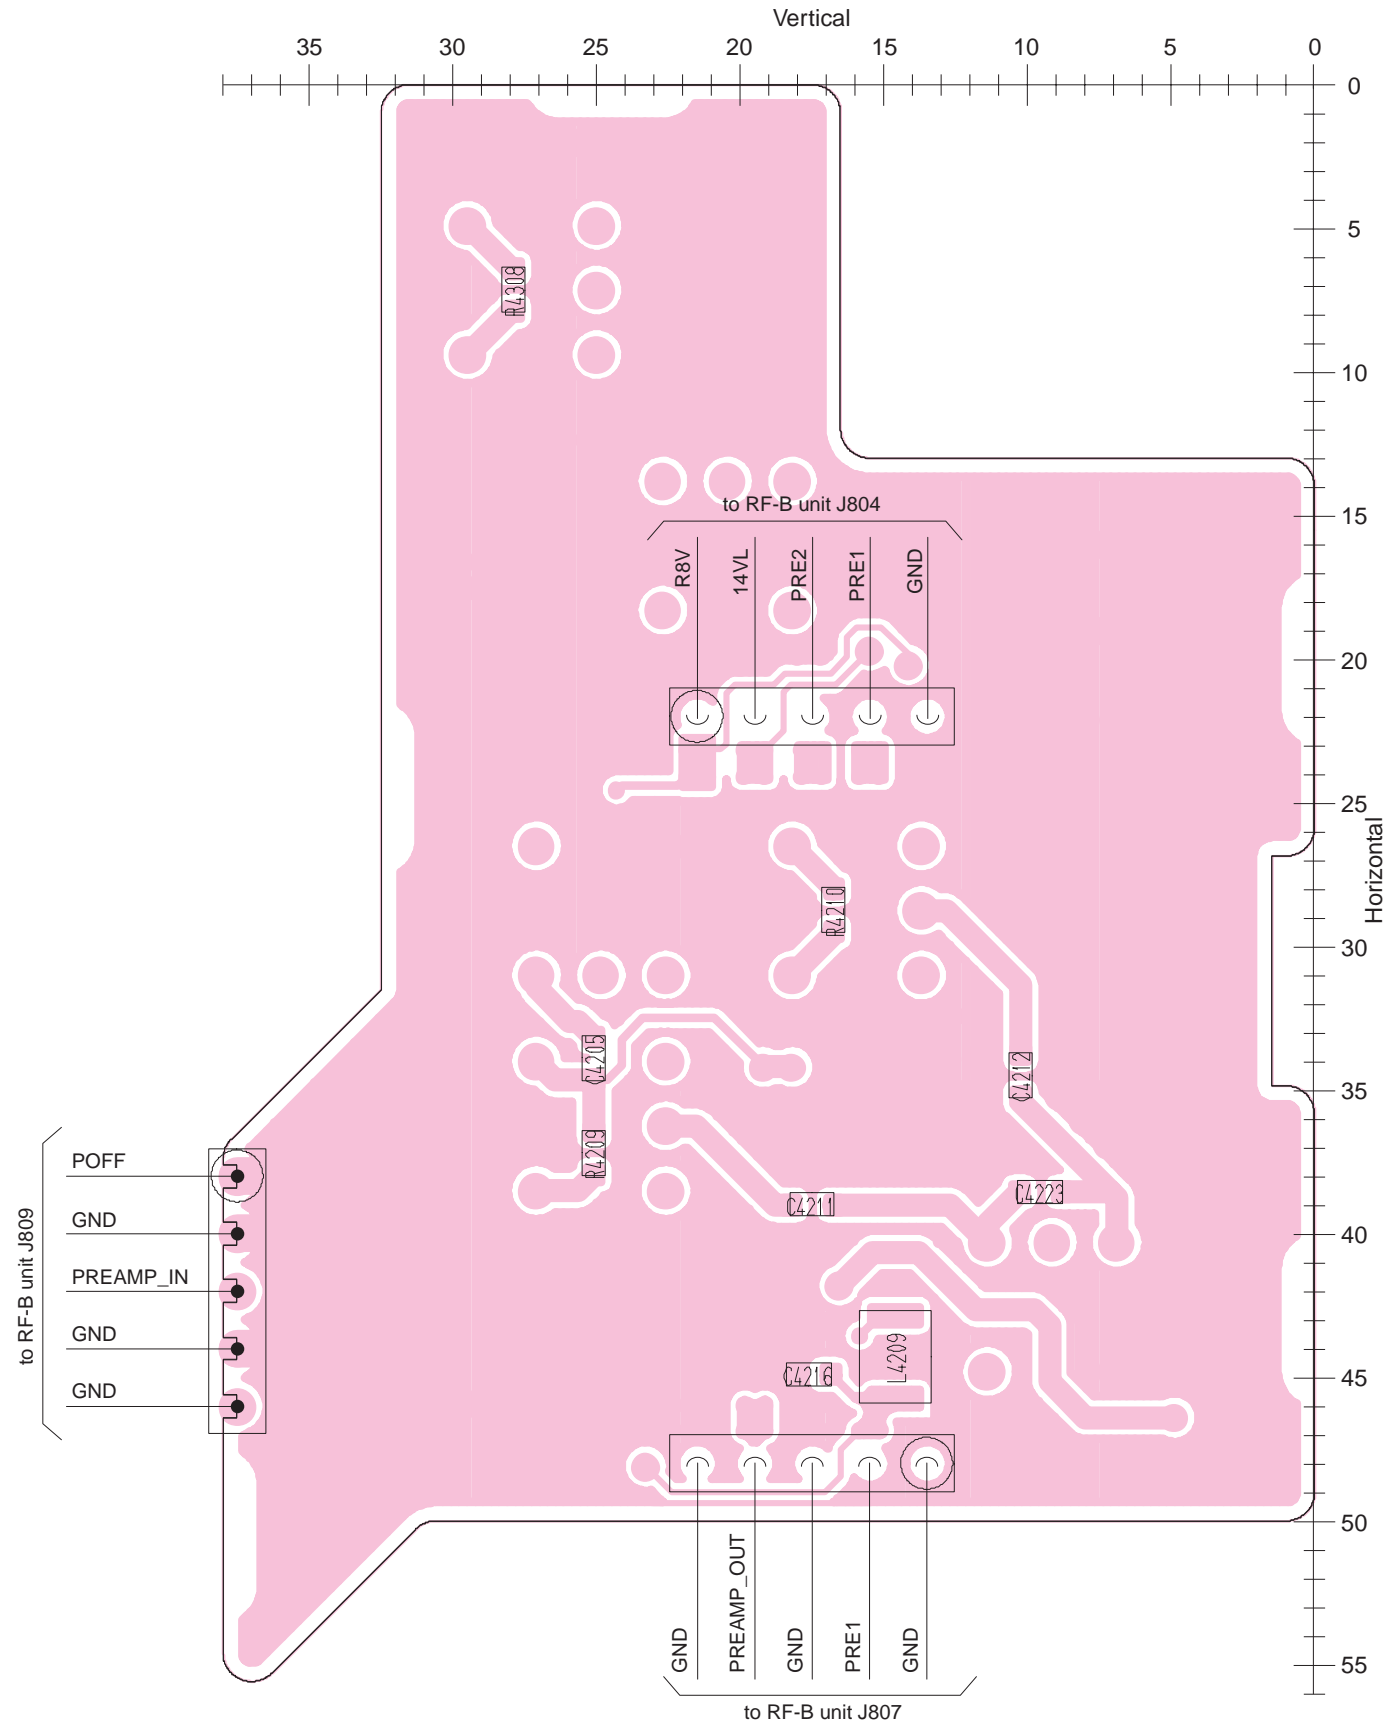 Vertical
35 30 25 20 15 10 5 0
0
5
R4308
10
to RF-B unit J804
15
R8V
14VL
PRE2
PRE1
GND
20
25
Horizontal
R4210
30
C4205
C4212
35
R4209
POFF
C4223
C4211
GND
40
to RF-B unit J809
PREAMP_IN
GND
L4209
C4216
45
GND
50
GND
PREAMP_OUT
GND
PRE1
GND
55
to RF-B unit J807